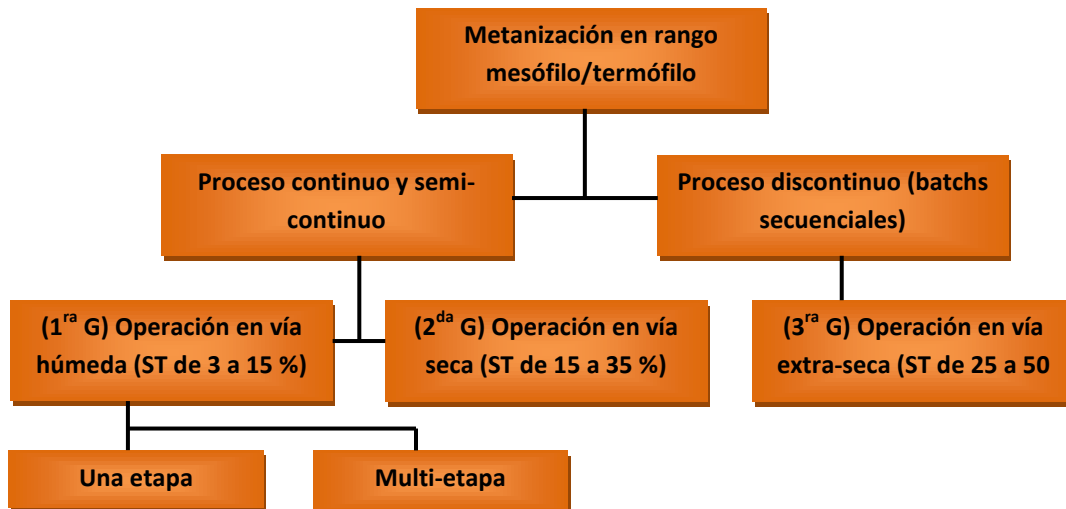 Metanización en rango
mesófilo/termófilo
Proceso continuo y semi-
continuo
Proceso discontinuo (batchs
secuenciales)
(1ra G) Operación en vía
húmeda (ST de 3 a 15 %)
(2da G) Operación en vía
seca (ST de 15 a 35 %)
(3ra G) Operación en vía
extra-seca (ST de 25 a 50
Una etapa
Multi-etapa